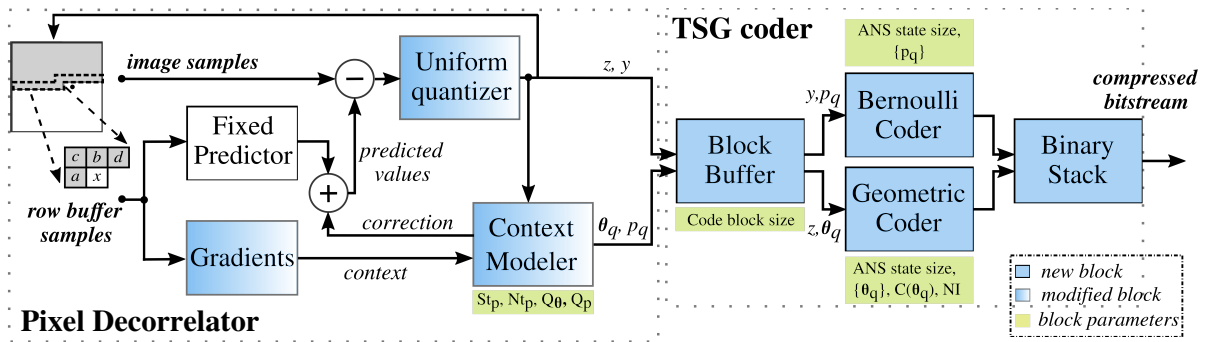 TSG coder
ANS state size,
{pq}
image samples
Uniform
quantizer
z, y
compressed
bitstream
y,pq
Bernoulli
Coder
Fixed
Predictor
c b d
a x
predicted
values
Block
Buffer
Binary
Stack
row buffer
samples
correction
Context
Modeler
θq, pq
Code block size
z,θq
Geometric
Coder
Gradients
context
ANS state size,
{θq}, C(θq), NI
Stp, Ntp, Qθ, Qp
new block
modified block
block parameters
Pixel Decorrelator